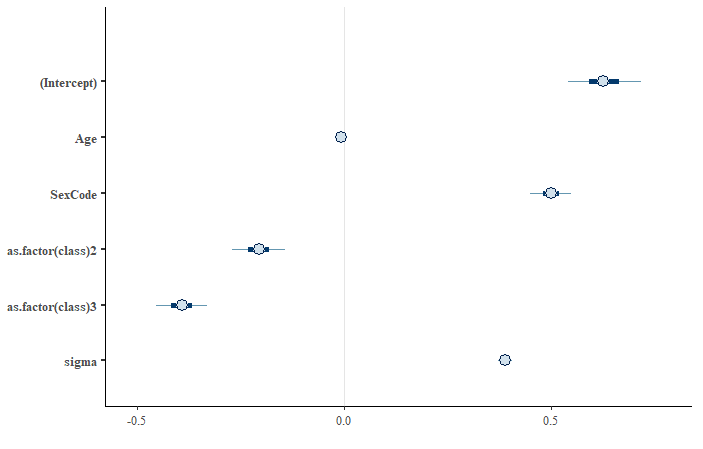 (Intercept)
Age
SexCode
as.factor(class)2
as.factor(class)3
sigma
-0.5 0.0 0.5